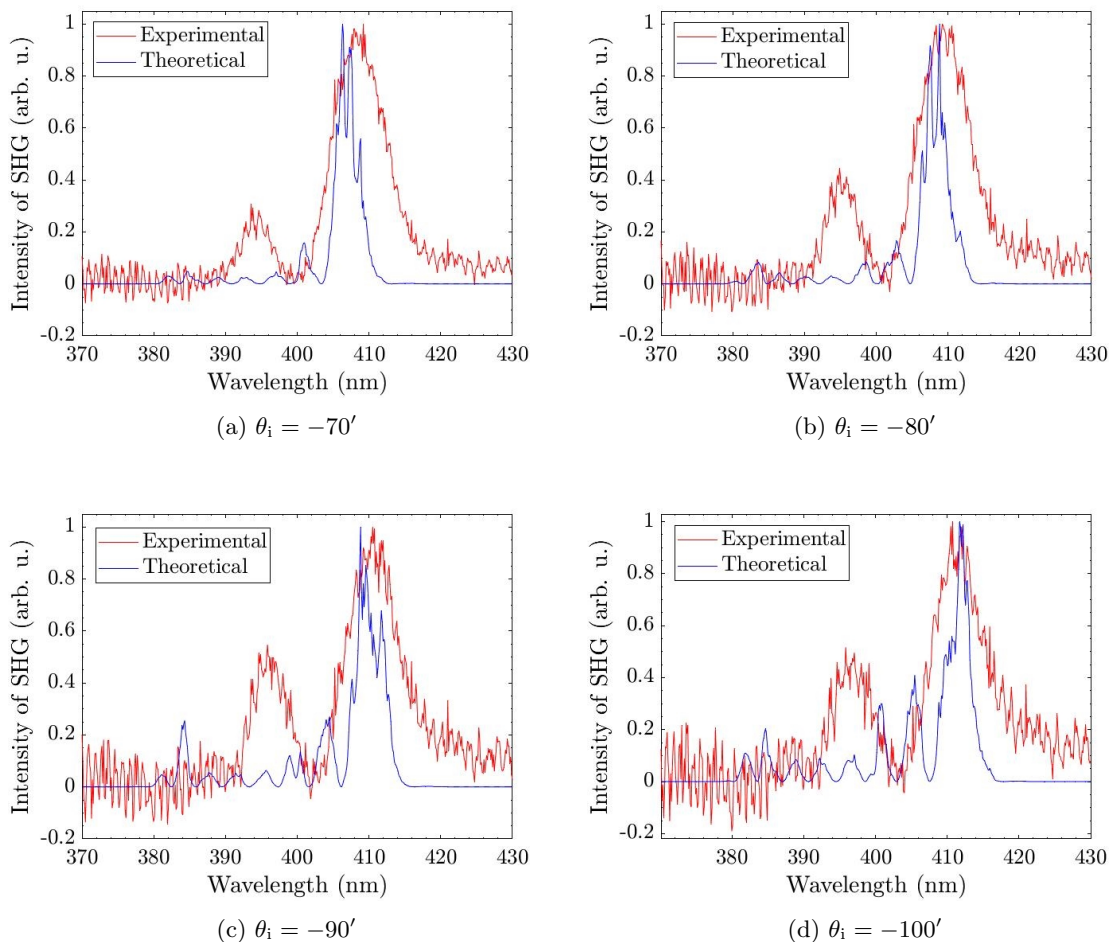 Intensity of SHG (arb. u.)
1
0.8
0.6
0.4
0.2
0
-0.2
Experimental
Theoretical
370 380 390 400 410 420 430
Wavelength (nm)
(a) θi = −70′
Intensity of SHG (arb. u.)
1
0.8
0.6
0.4
0.2
0
-0.2
Experimental
Theoretical
370 380 390 400 410 420 430
Wavelength (nm)
(b) θi = −80′
Intensity of SHG (arb. u.)
1
0.8
0.6
0.4
0.2
0
-0.2
Experimental
Theoretical
370 380 390 400 410 420 430
Wavelength (nm)
(c) θi = −90′
Intensity of SHG (arb. u.)
1
0.8
0.6
0.4
0.2
0
-0.2
Experimental
Theoretical
380 390 400 410 420 430
Wavelength (nm)
(d) θi = −100′